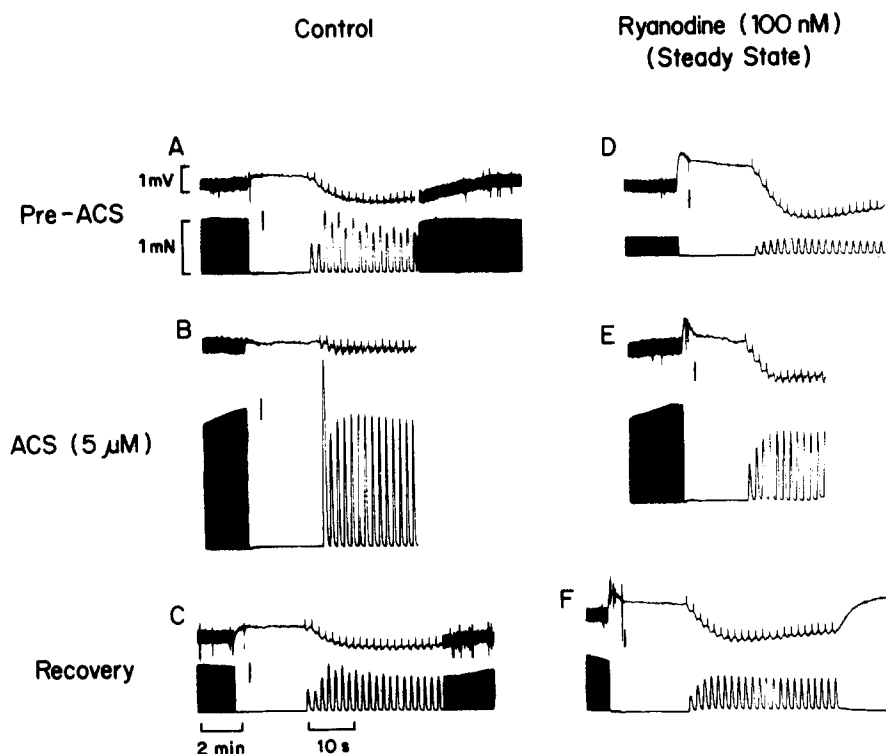 Control
Ryanodine (100 nM)
(Steady State)
A
D
1mV
Pre-ACS
1mN
B
E
ACS (5 μM)
C
F
Recovery
2 min
10 s